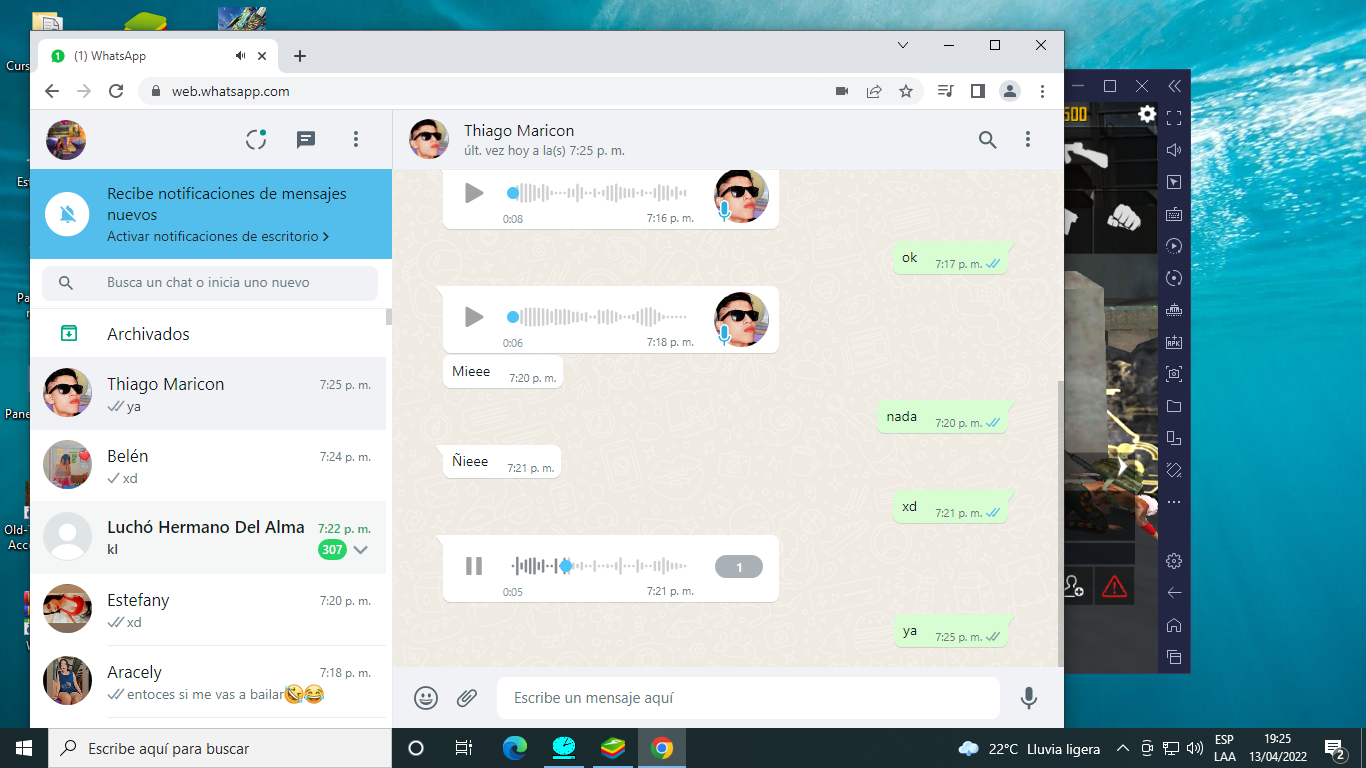 Curs
Est
Pa
Pane
Old-
Acc
(1) WhatsApp
web.whatsapp.com
Recibe notificaciones de mensajes
nuevos
Activar notificaciones de escritorio
Busca un chat o inicia uno nuevo
Archivados
Thiago Maricon
7:25 p. m.
ya
Belén
7:24 p. m.
xd
Luchó Hermano Del Alma
7:22 p. m.
kl
307
Estefany
7:20 p. m.
xd
Aracely
7:18 p. m.
entoces si me vas a bailar🤣😂
Thiago Maricon
últ. vez hoy a la(s) 7:25 p. m.
0:08
7:16 p. m.
ok
7:17 p. m.
0:06
7:18 p. m.
Mieee
7:20 p. m.
nada
7:20 p. m.
Ñieee
7:21 p. m.
xd
7:21 p. m.
1
0:05
7:21 p. m.
ya
7:25 p. m.
Escribe un mensaje aquí
500
APK
Escribe aquí para buscar
22°C Lluvia ligera
ESP
LAA
19:25
13/04/2022
2